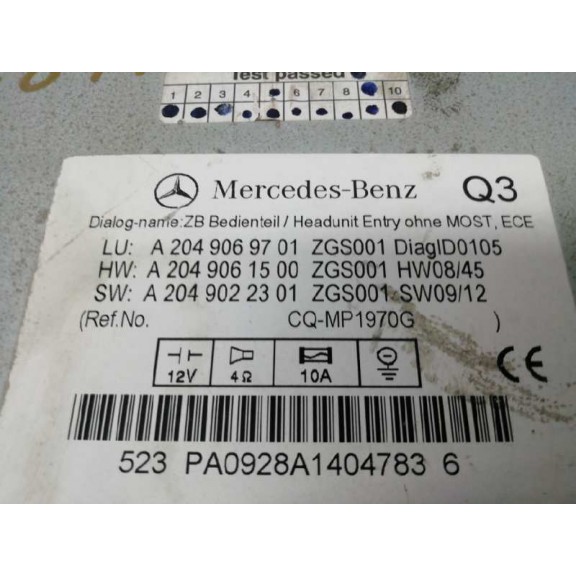 Test passed
1 2 3 4 6 7 8 10
Mercedes-Benz Q3
Dialog-name:ZB Bedienteil / Headunit Entry ohne MOST, ECE
LU: A 204 906 97 01 ZGS001 DiagID0105
HW: A 204 906 15 00 ZGS001 HW08/45
SW: A 204 902 23 01 ZGS001 SW09/12
(Ref.No. CQ-MP1970G )
12V 4Ω 10A
CE
523 PA0928A1404783 6